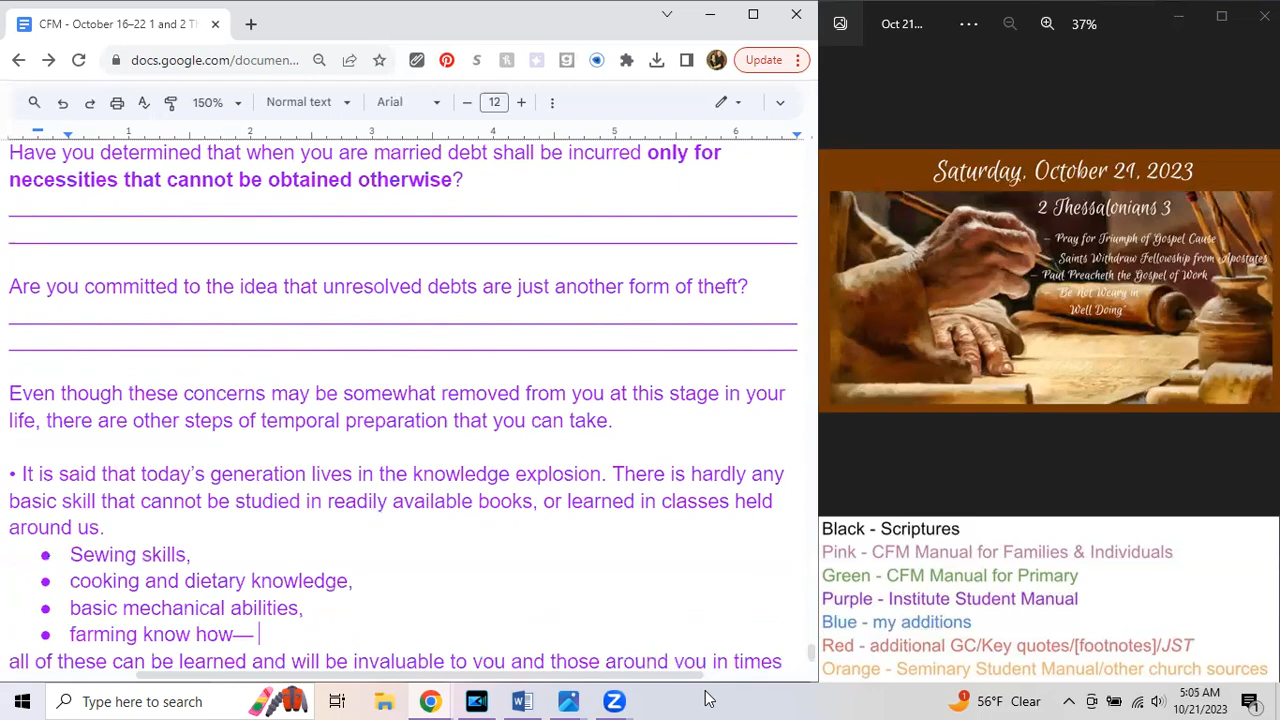 CFM - October 16–22 1 and 2 Th
docs.google.com/documen...
Update
150%
Normal text
Arial
12
1
2
3
4
5
6
Have you determined that when you are married debt shall be incurred only for
necessities that cannot be obtained otherwise?
Are you committed to the idea that unresolved debts are just another form of theft?
Even though these concerns may be somewhat removed from you at this stage in your
life, there are other steps of temporal preparation that you can take.
• It is said that today's generation lives in the knowledge explosion. There is hardly any
basic skill that cannot be studied in readily available books, or learned in classes held
around us.
● Sewing skills,
● cooking and dietary knowledge,
● basic mechanical abilities,
● farming know how—
all of these can be learned and will be invaluable to you and those around you in times
Oct 21...
37%
Saturday, October 21, 2023
2 Thessalonians 3
– Pray for Triumph of Gospel Cause
Saints Withdraw Fellowship from Apostates
– Paul Preacheth the Gospel of Work
– Be Not Weary in
"Well Doing"
Black - Scriptures
Pink - CFM Manual for Families & Individuals
Green - CFM Manual for Primary
Purple - Institute Student Manual
Blue - my additions
Red - additional GC/Key quotes/[footnotes]/JST
Orange - Seminary Student Manual/other church sources
Type here to search
1
56°F Clear
5:05 AM
10/21/2023
1